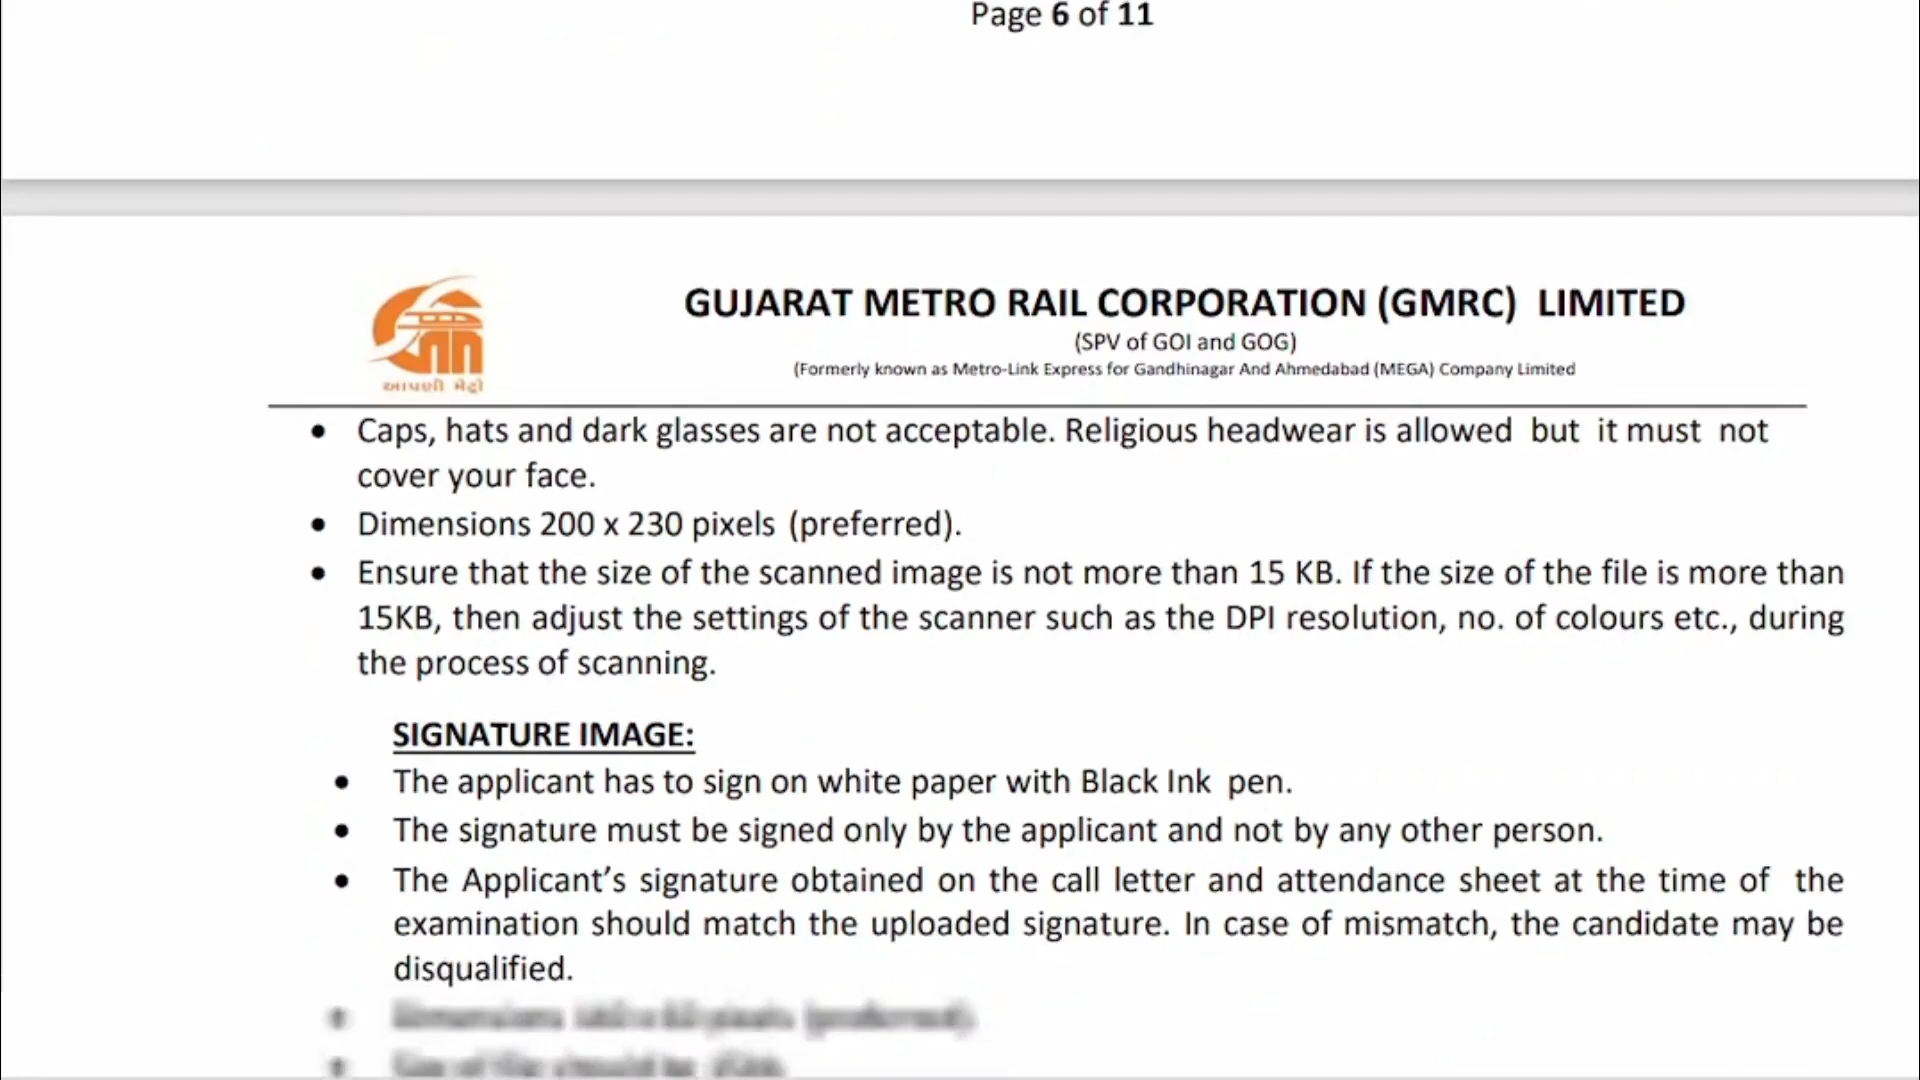 Page 6 of 11
આપણી મેટ્રો
GUJARAT METRO RAIL CORPORATION (GMRC) LIMITED
(SPV of GOI and GOG)
(Formerly known as Metro-Link Express for Gandhinagar And Ahmedabad (MEGA) Company Limited
• Caps, hats and dark glasses are not acceptable. Religious headwear is allowed but it must not
cover your face.
• Dimensions 200 x 230 pixels (preferred).
• Ensure that the size of the scanned image is not more than 15 KB. If the size of the file is more than
15KB, then adjust the settings of the scanner such as the DPI resolution, no. of colours etc., during
the process of scanning.
SIGNATURE IMAGE:
• The applicant has to sign on white paper with Black Ink pen.
• The signature must be signed only by the applicant and not by any other person.
• The Applicant’s signature obtained on the call letter and attendance sheet at the time of the
examination should match the uploaded signature. In case of mismatch, the candidate may be
disqualified.